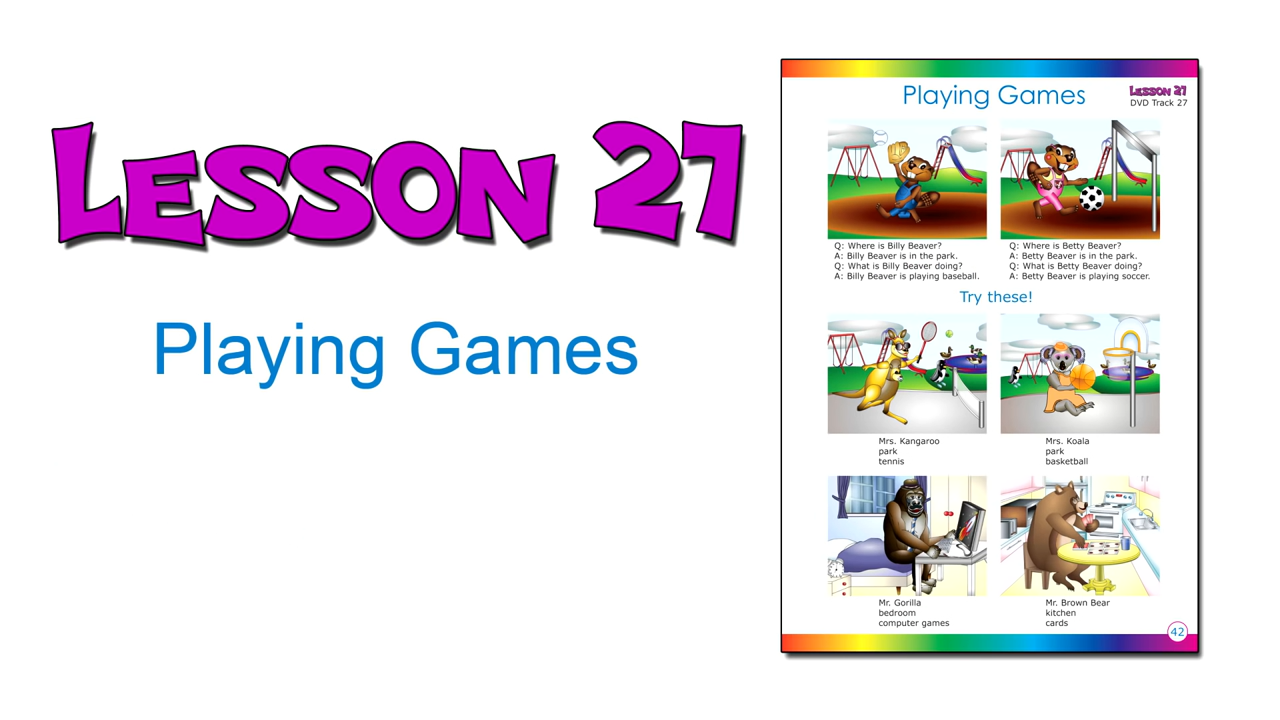 LESSON 27
Playing Games
Playing Games
LESSON 27
DVD Track 27
Q: Where is Billy Beaver?
A: Billy Beaver is in the park.
Q: What is Billy Beaver doing?
A: Billy Beaver is playing baseball.
Q: Where is Betty Beaver?
A: Betty Beaver is in the park.
Q: What is Betty Beaver doing?
A: Betty Beaver is playing soccer.
Try these!
Mrs. Kangaroo
park
tennis
Mrs. Koala
park
basketball
Mr. Gorilla
bedroom
computer games
Mr. Brown Bear
kitchen
cards
42